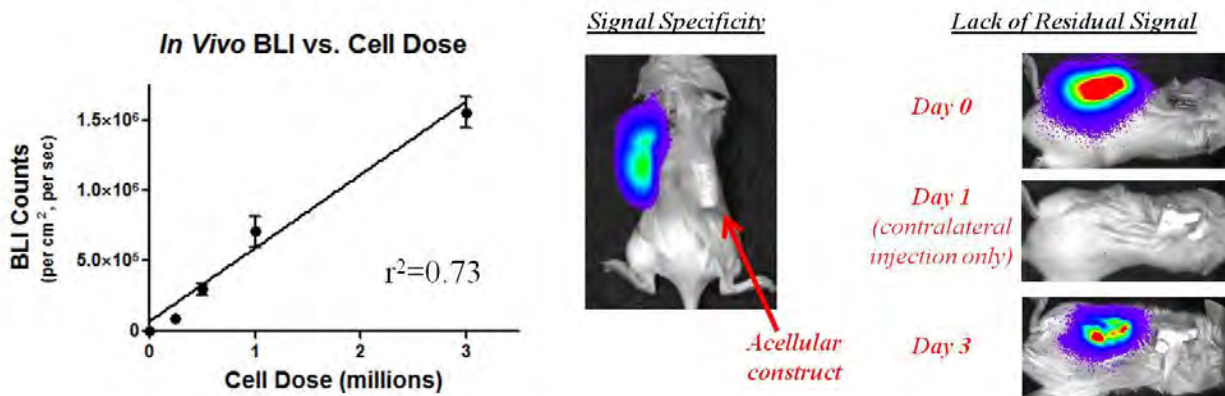 In Vivo BLI vs. Cell Dose
BLI Counts
(per cm², per sec)
1.5×10⁶
1.0×10⁶
5.0×10⁵
0
r²=0.73
0
1
2
3
Cell Dose (millions)
Signal Specificity
Acellular
construct
Lack of Residual Signal
Day 0
Day 1
(contralateral
injection only)
Day 3